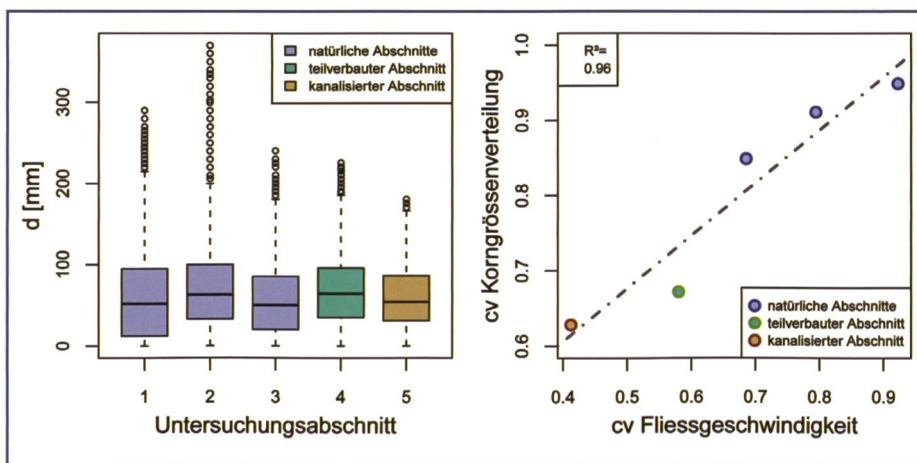 d [mm]
300
200
100
0
natürliche Abschnitte
teilverbauter Abschnitt
kanalisierter Abschnitt
1 2 3 4 5
Untersuchungsabschnitt
cv Korngrössenverteilung
1.0
0.9
0.8
0.7
0.6
R²=
0.96
natürliche Abschnitte
teilverbauter Abschnitt
kanalisierter Abschnitt
0.4 0.5 0.6 0.7 0.8 0.9
cv Fliessgeschwindigkeit